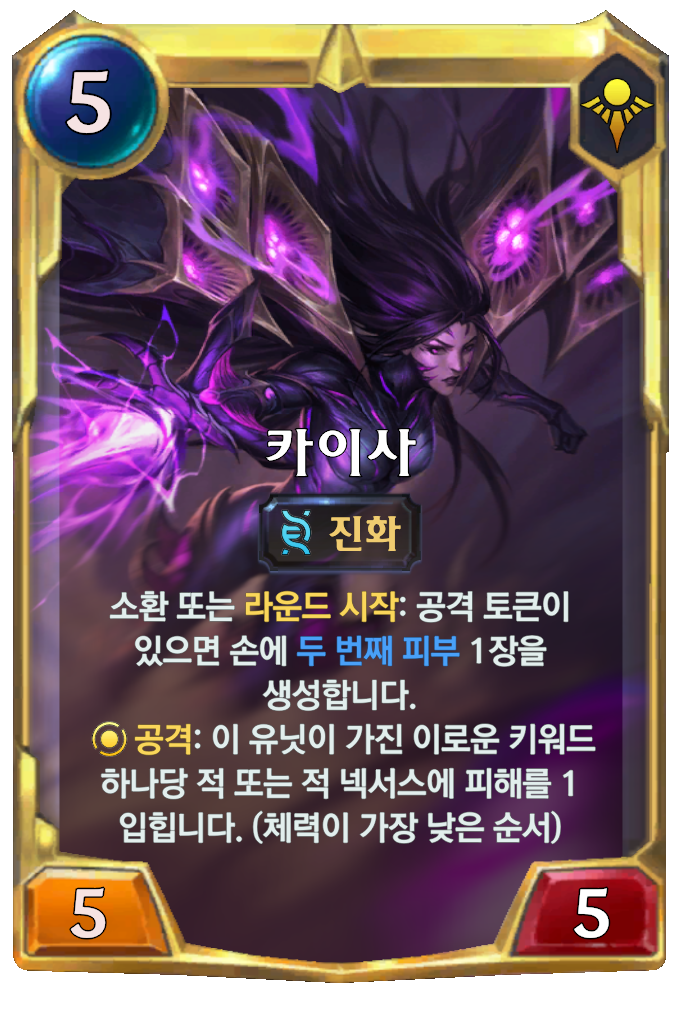 5
카이사
진화
소환 또는 라운드 시작: 공격 토큰이
있으면 손에 두 번째 피부 1장을
생성합니다.
공격: 이 유닛이 가진 이로운 키워드
하나당 적 또는 적 넥서스에 피해를 1
입힙니다. (체력이 가장 낮은 순서)
5
5